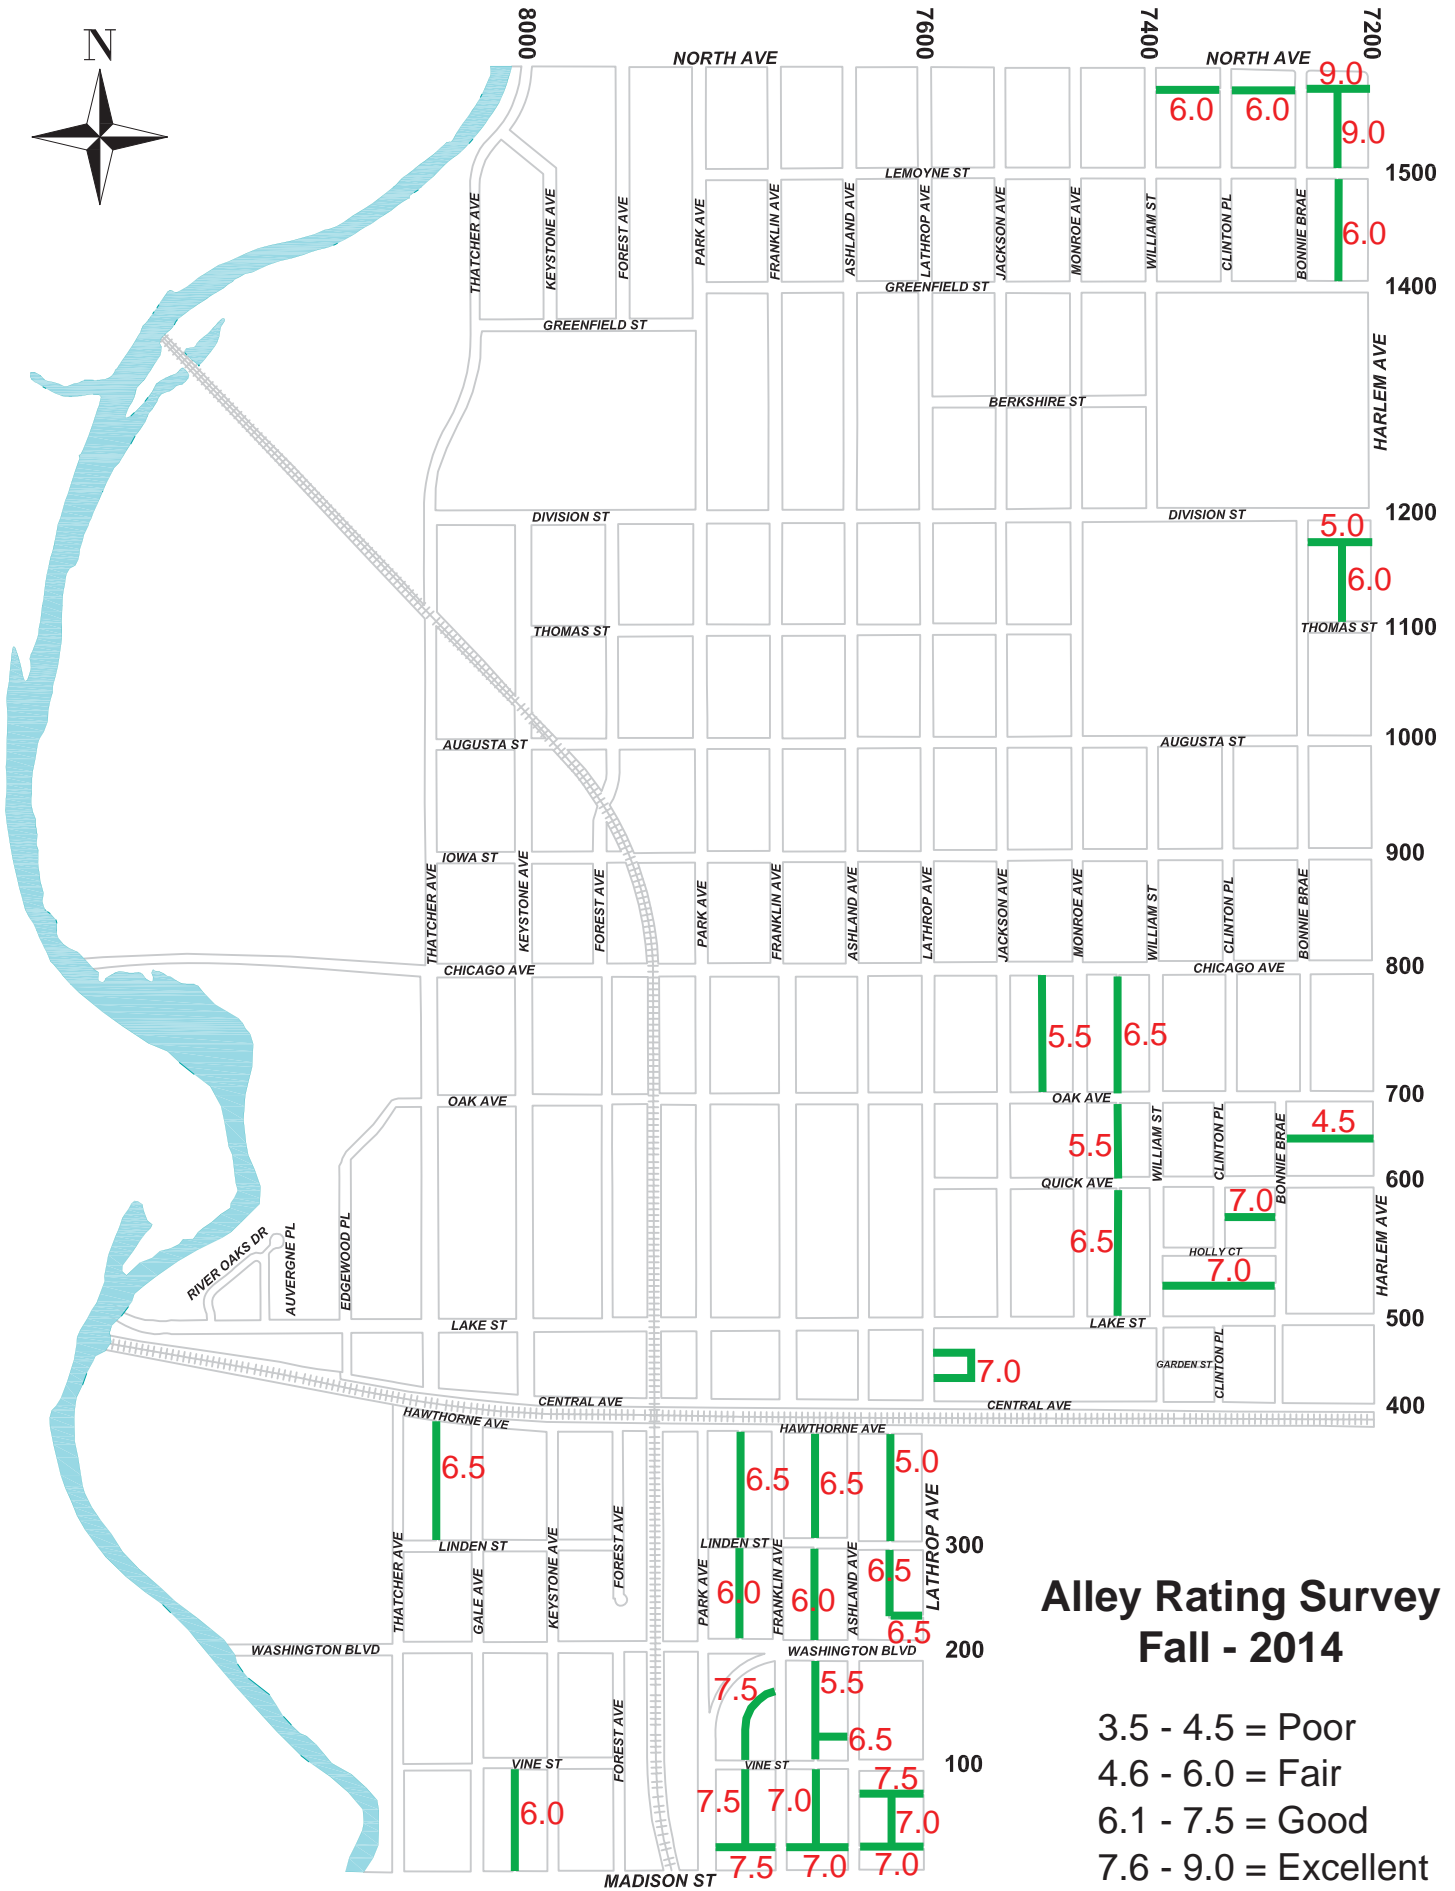 8000
7600
7400
7200
N
NORTH AVE
NORTH AVE
9.0
6.0
6.0
9.0
LEMOYNE ST
1500
THATCHER AVE
KEYSTONE AVE
FOREST AVE
PARK AVE
FRANKLIN AVE
ASHLAND AVE
LATHROP AVE
JACKSON AVE
MONROE AVE
WILLIAM ST
CLINTON PL
BONNIE BRAE
6.0
GREENFIELD ST
1400
GREENFIELD ST
HARLEM AVE
BERKSHIRE ST
DIVISION ST
DIVISION ST
1200
5.0
6.0
THOMAS ST
THOMAS ST
1100
AUGUSTA ST
AUGUSTA ST
1000
IOWA ST
900
THATCHER AVE
KEYSTONE AVE
FOREST AVE
PARK AVE
FRANKLIN AVE
ASHLAND AVE
LATHROP AVE
JACKSON AVE
MONROE AVE
WILLIAM ST
CLINTON PL
BONNIE BRAE
CHICAGO AVE
CHICAGO AVE
800
5.5
6.5
OAK AVE
OAK AVE
700
5.5
WILLIAM ST
CLINTON PL
BONNIE BRAE
4.5
QUICK AVE
600
7.0
6.5
HOLLY CT
7.0
HARLEM AVE
RIVER OAKS DR
AUVERGNE PL
EDGEWOOD PL
LAKE ST
LAKE ST
500
7.0
GARDEN ST
CLINTON PL
CENTRAL AVE
CENTRAL AVE
400
HAWTHORNE AVE
HAWTHORNE AVE
6.5
6.5
6.5
5.0
LINDEN ST
LINDEN ST
300
THATCHER AVE
GALE AVE
KEYSTONE AVE
FOREST AVE
PARK AVE
FRANKLIN AVE
ASHLAND AVE
LATHROP AVE
6.0
6.0
6.5
6.5
WASHINGTON BLVD
WASHINGTON BLVD
200
7.5
5.5
6.5
FOREST AVE
VINE ST
VINE ST
100
6.0
7.5
7.0
7.5
7.0
7.5
7.0
7.0
MADISON ST
Alley Rating Survey
Fall - 2014
3.5 - 4.5 = Poor
4.6 - 6.0 = Fair
6.1 - 7.5 = Good
7.6 - 9.0 = Excellent